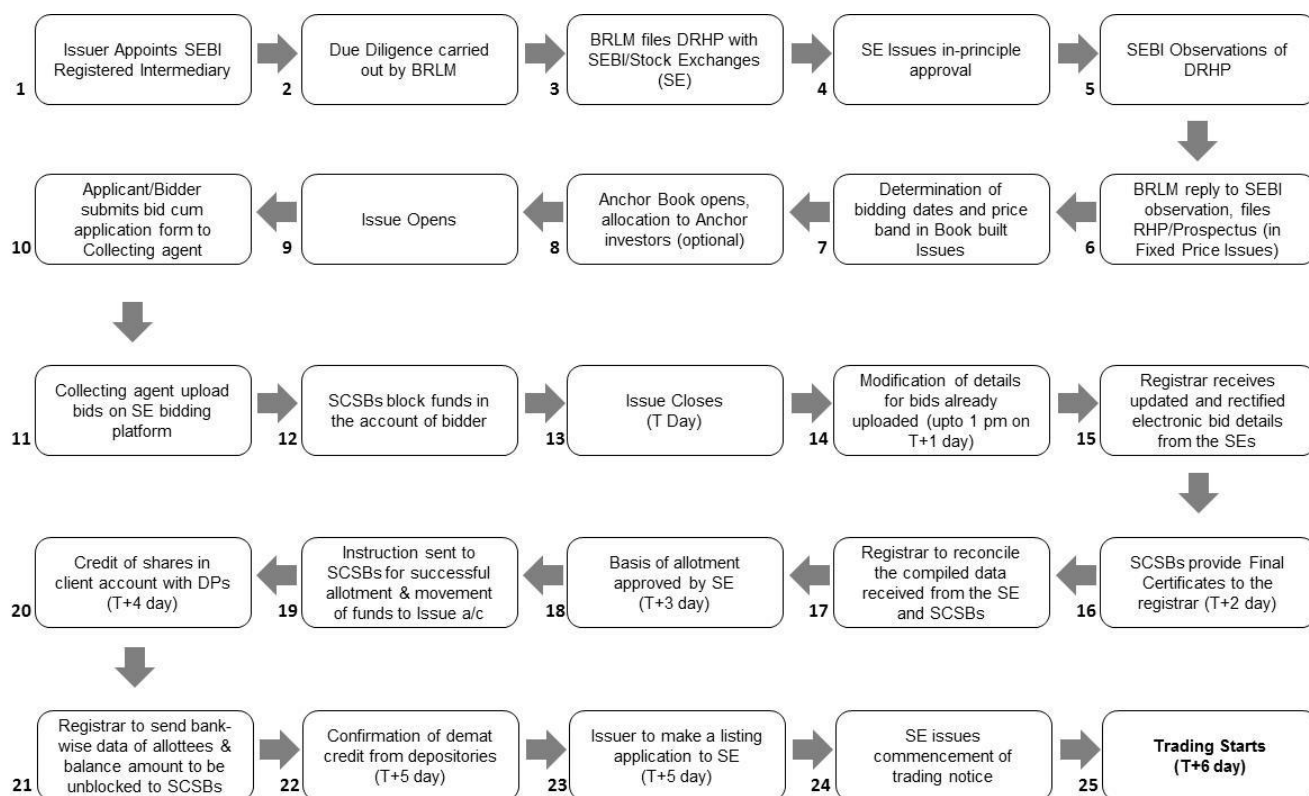 Issuer Appoints SEBI
Registered Intermediary
1
Due Diligence carried
out by BRLM
2
BRLM files DRHP with
SEBI/Stock Exchanges
(SE)
3
SE Issues in-principle
approval
4
SEBI Observations of
DRHP
5
BRLM reply to SEBI
observation, files
RHP/Prospectus (in
Fixed Price Issues)
6
Determination of
bidding dates and price
band in Book built
Issues
7
Anchor Book opens,
allocation to Anchor
investors (optional)
8
Issue Opens
9
Applicant/Bidder
submits bid cum
application form to
Collecting agent
10
Collecting agent upload
bids on SE bidding
platform
11
SCSBs block funds in
the account of bidder
12
Issue Closes
(T Day)
13
Modification of details
for bids already
uploaded (upto 1 pm on
T+1 day)
14
Registrar receives
updated and rectified
electronic bid details
from the SEs
15
SCSBs provide Final
Certificates to the
registrar (T+2 day)
16
Registrar to reconcile
the compiled data
received from the SE
and SCSBs
17
Basis of allotment
approved by SE
(T+3 day)
18
Instruction sent to
SCSBs for successful
allotment & movement
of funds to Issue a/c
19
Credit of shares in
client account with DPs
(T+4 day)
20
Registrar to send bank-
wise data of allottees &
balance amount to be
unblocked to SCSBs
21
Confirmation of demat
credit from depositories
(T+5 day)
22
Issuer to make a listing
application to SE
(T+5 day)
23
SE issues
commencement of
trading notice
24
Trading Starts
(T+6 day)
25